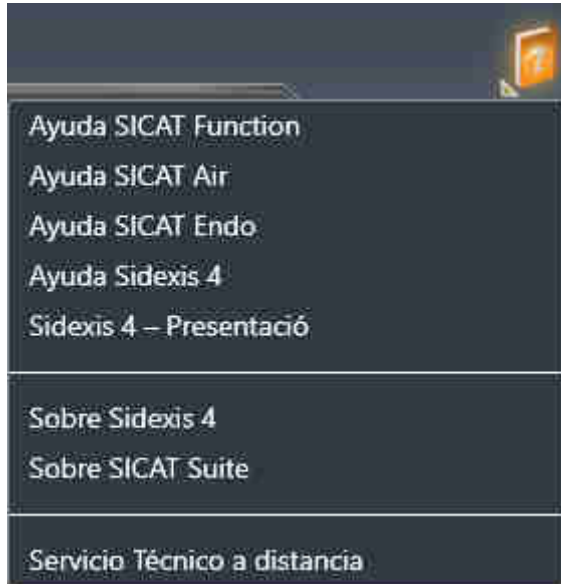 Ayuda SICAT Function
Ayuda SICAT Air
Ayuda SICAT Endo
Ayuda Sidexis 4
Sidexis 4 – Presentació
Sobre Sidexis 4
Sobre SICAT Suite
Servicio Técnico a distancia